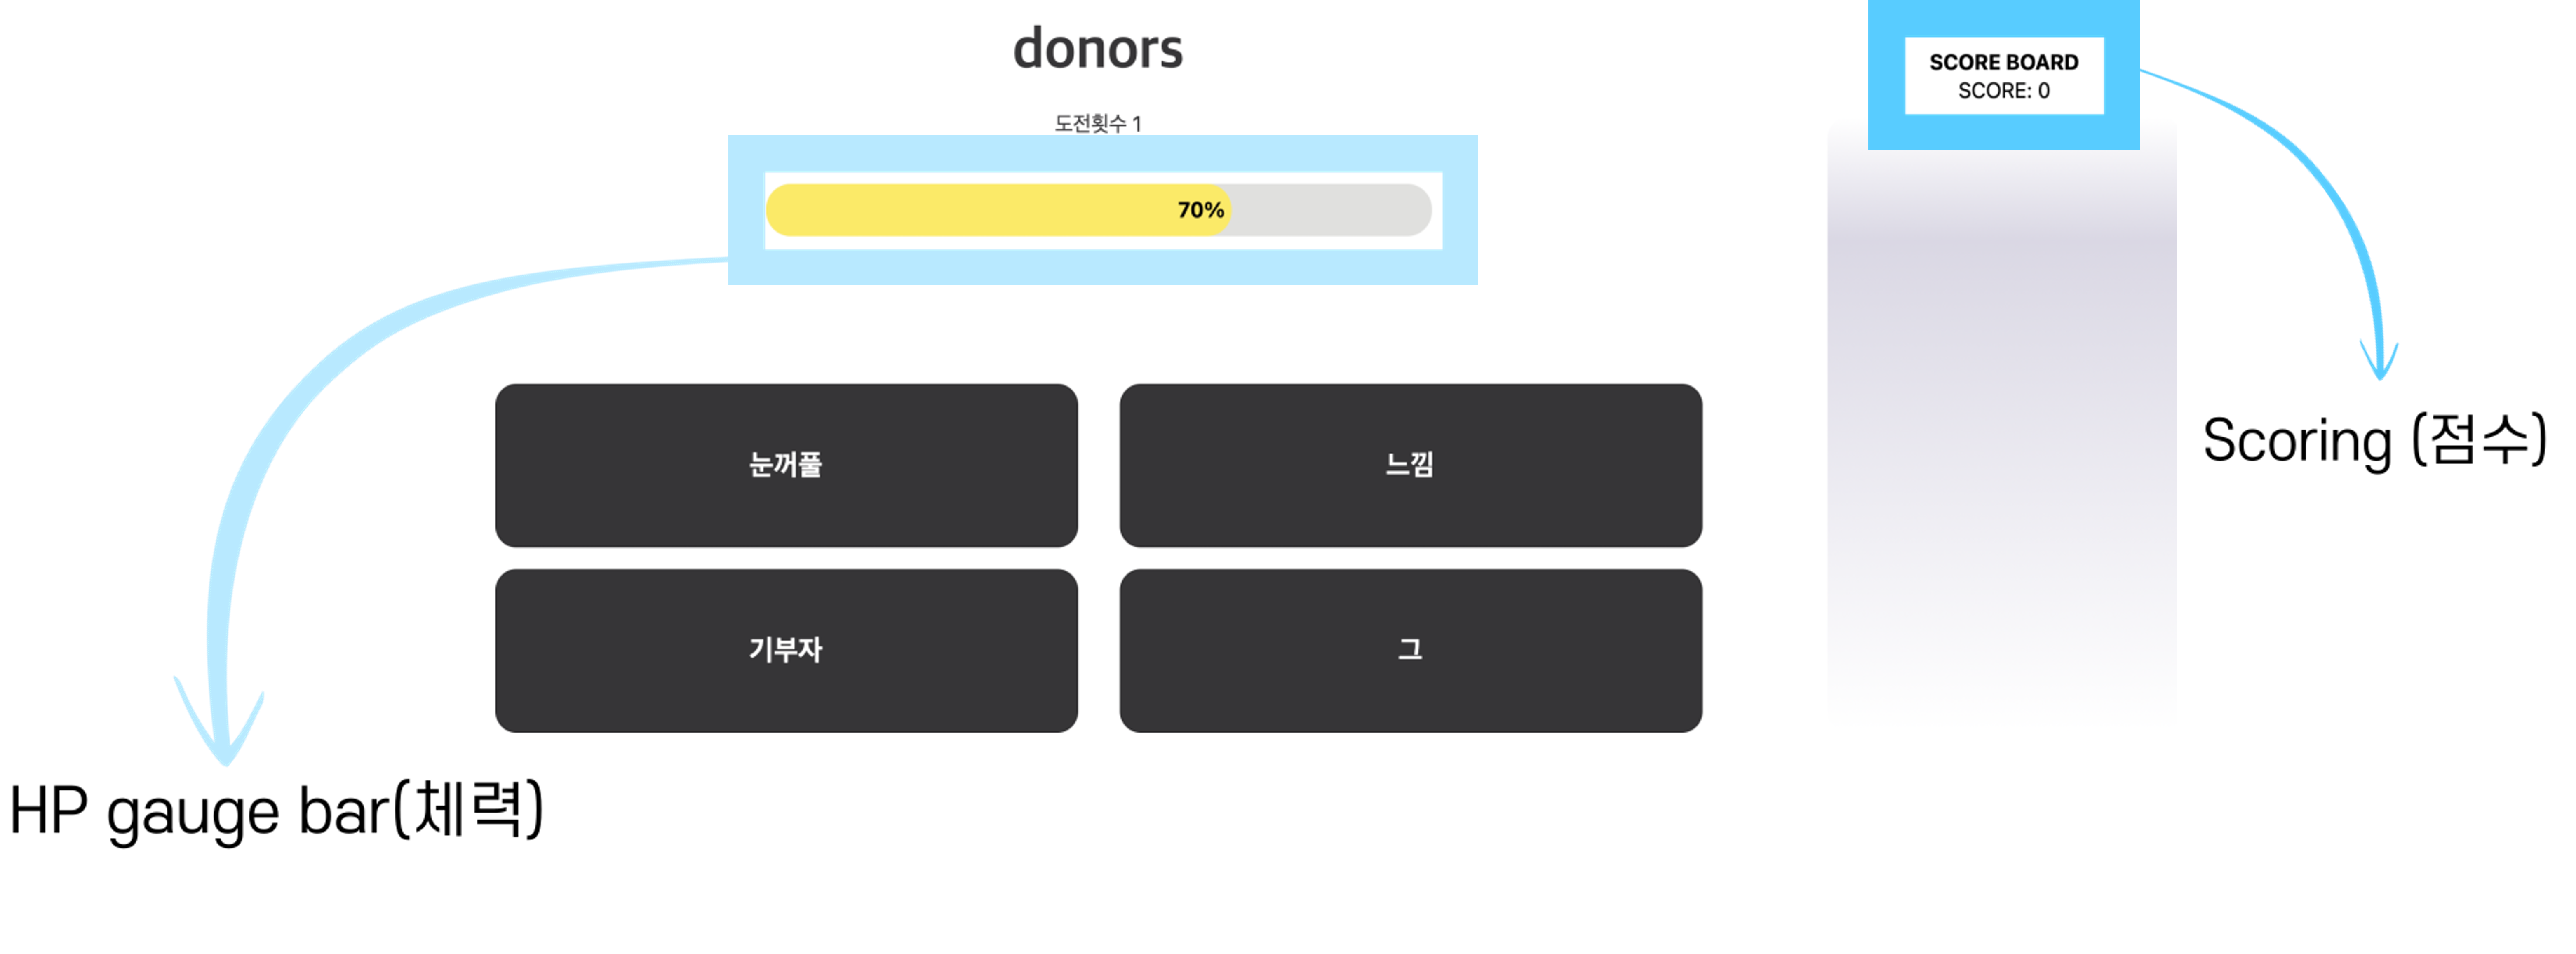 donors
도전횟수 1
70%
눈꺼풀
느낌
기부자
그
SCORE BOARD
SCORE: 0
Scoring (점수)
HP gauge bar(체력)